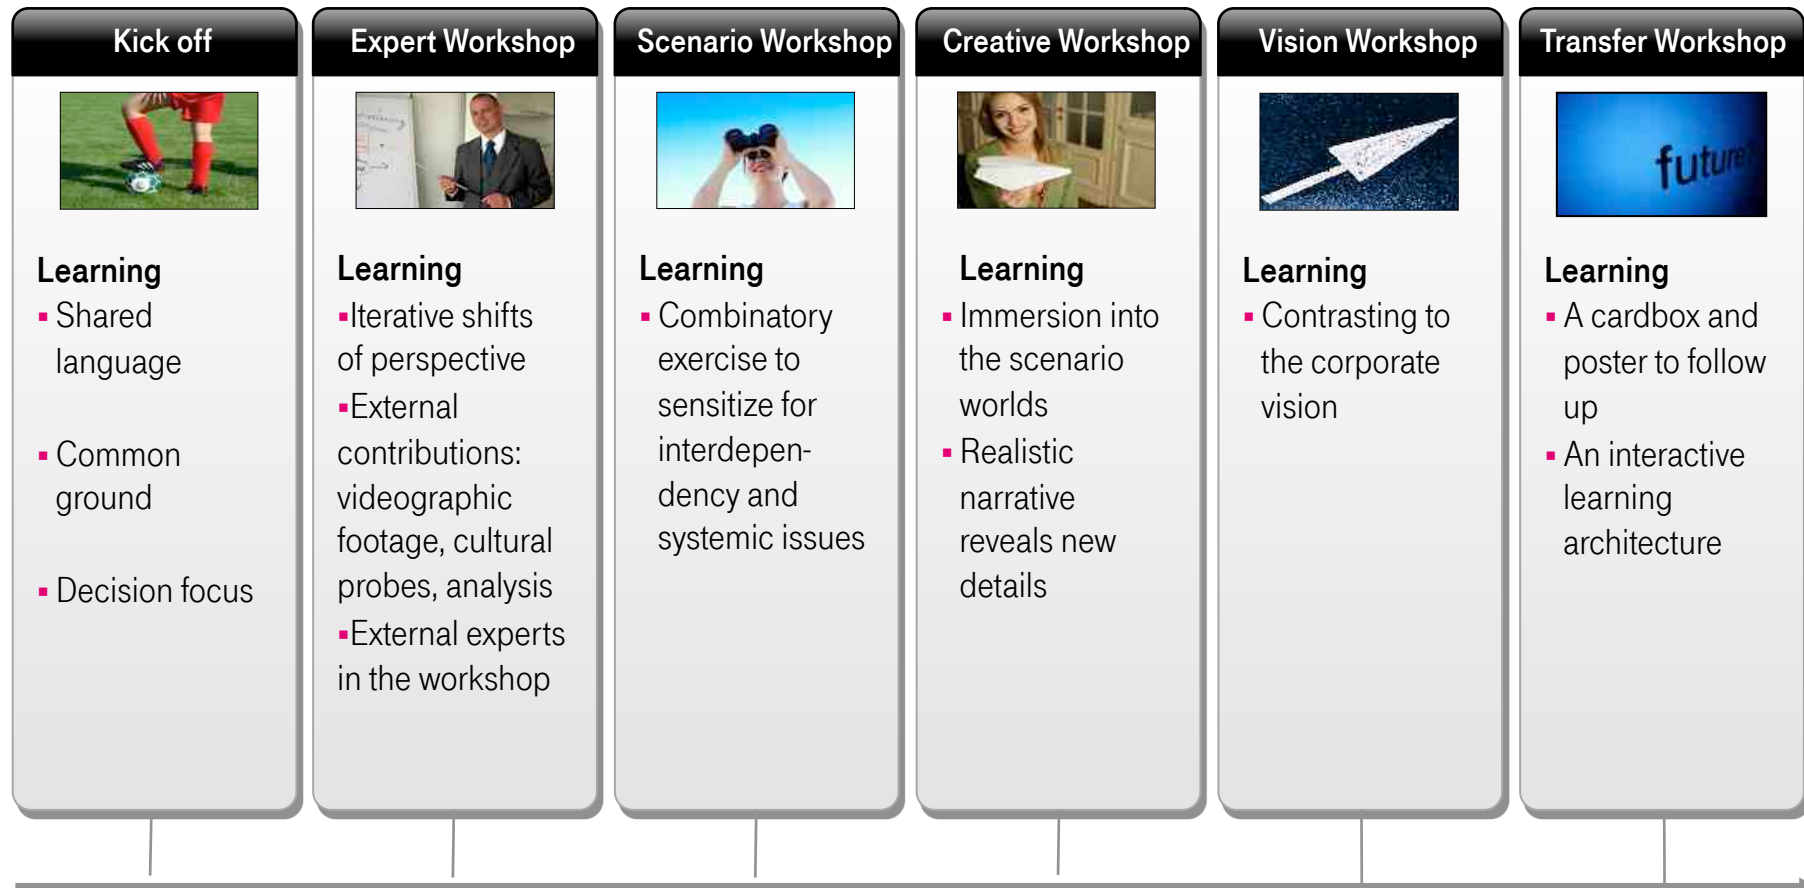 Kick off
Learning
▪ Shared
language
▪ Common
ground
▪ Decision focus
Expert Workshop
Learning
▪Iterative shifts
of perspective
▪External
contributions:
videographic
footage, cultural
probes, analysis
▪External experts
in the workshop
Scenario Workshop
Learning
▪ Combinatory
exercise to
sensitize for
interdepen-
dency and
systemic issues
Creative Workshop
Learning
▪ Immersion into
the scenario
worlds
▪ Realistic
narrative
reveals new
details
Vision Workshop
Learning
▪ Contrasting to
the corporate
vision
Transfer Workshop
future
Learning
▪ A cardbox and
poster to follow
up
▪ An interactive
learning
architecture